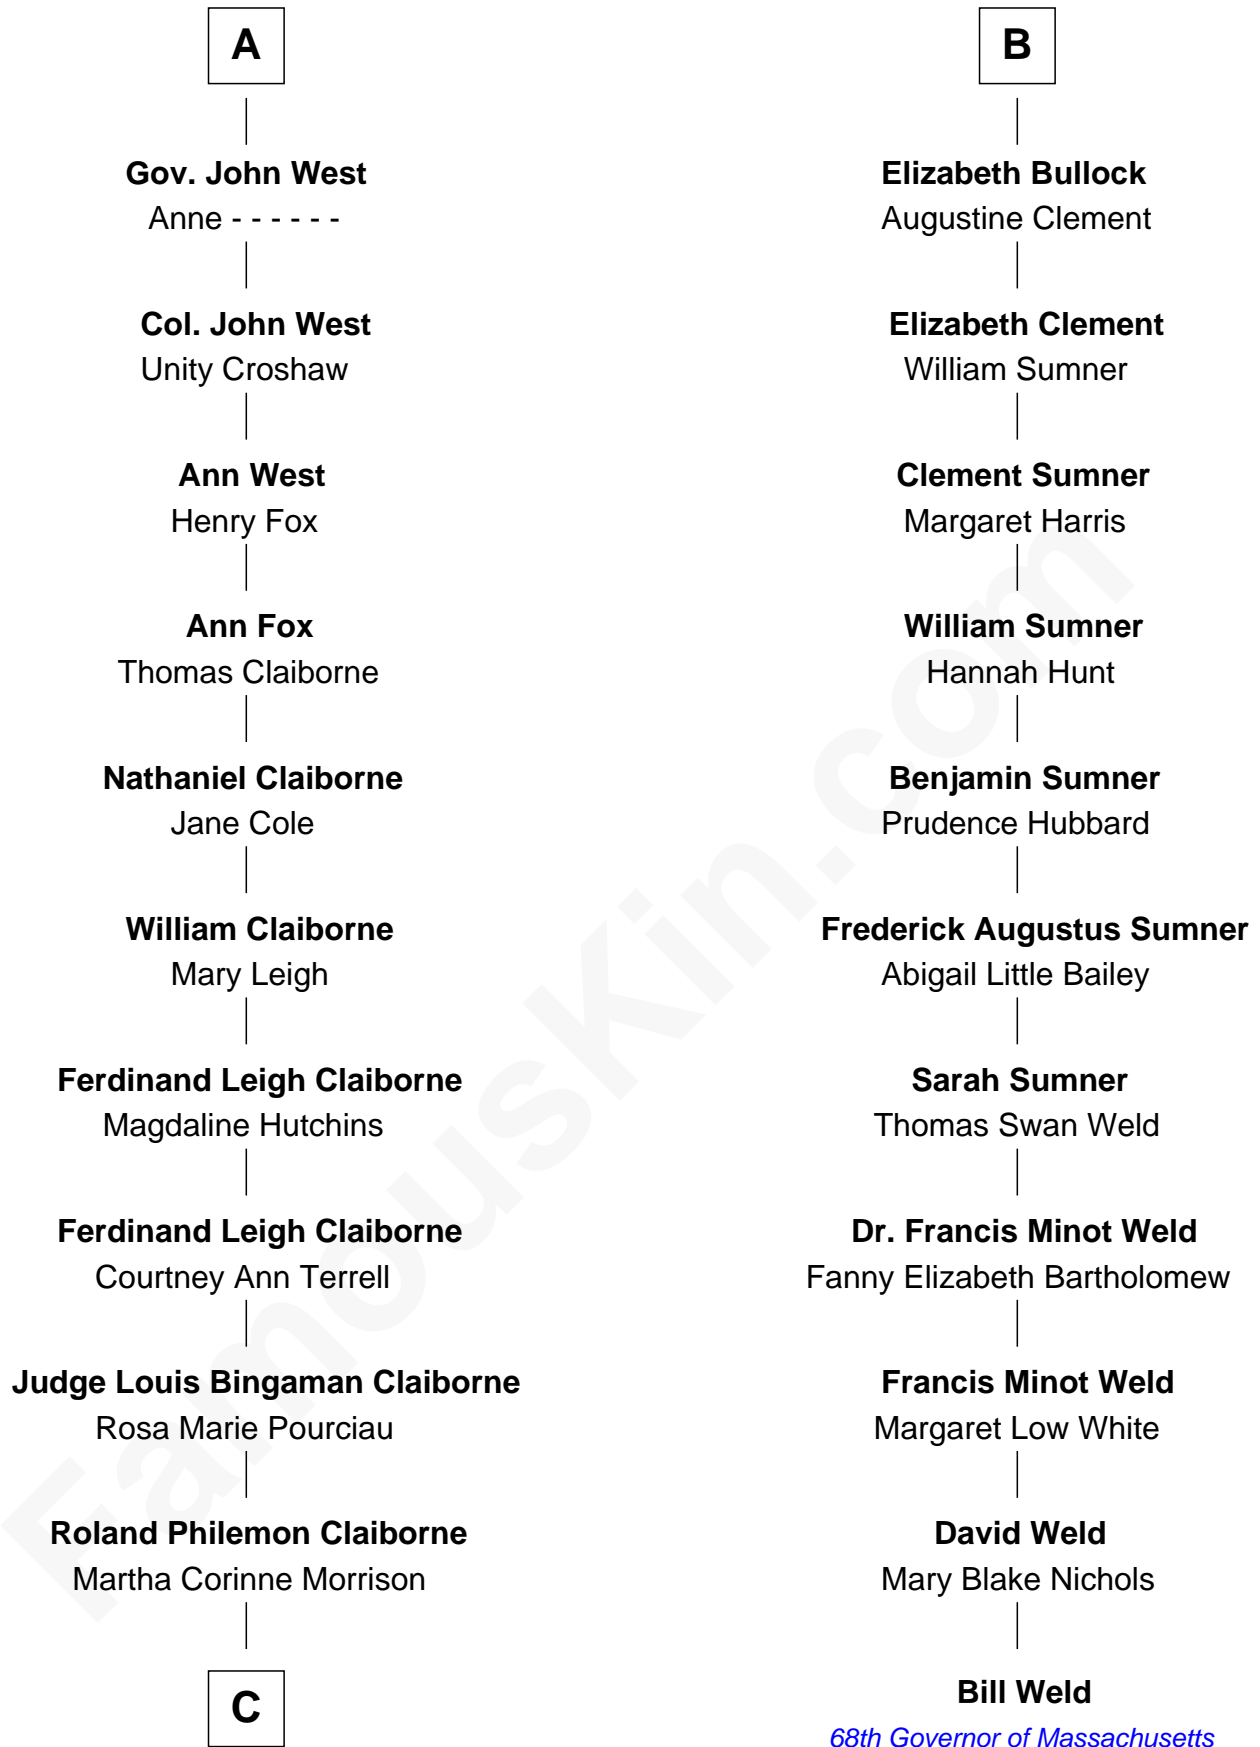 A
Gov. John West
Anne - - - - - -
Col. John West
Unity Croshaw
Ann West
Henry Fox
Ann Fox
Thomas Claiborne
Nathaniel Claiborne
Jane Cole
William Claiborne
Mary Leigh
Ferdinand Leigh Claiborne
Magdaline Hutchins
Ferdinand Leigh Claiborne
Courtney Ann Terrell
Judge Louis Bingaman Claiborne
Rosa Marie Pourciau
Roland Philemon Claiborne
Martha Corinne Morrison
C
B
Elizabeth Bullock
Augustine Clement
Elizabeth Clement
William Sumner
Clement Sumner
Margaret Harris
William Sumner
Hannah Hunt
Benjamin Sumner
Prudence Hubbard
Frederick Augustus Sumner
Abigail Little Bailey
Sarah Sumner
Thomas Swan Weld
Dr. Francis Minot Weld
Fanny Elizabeth Bartholomew
Francis Minot Weld
Margaret Low White
David Weld
Mary Blake Nichols
Bill Weld
68th Governor of Massachusetts
FamousKin.com